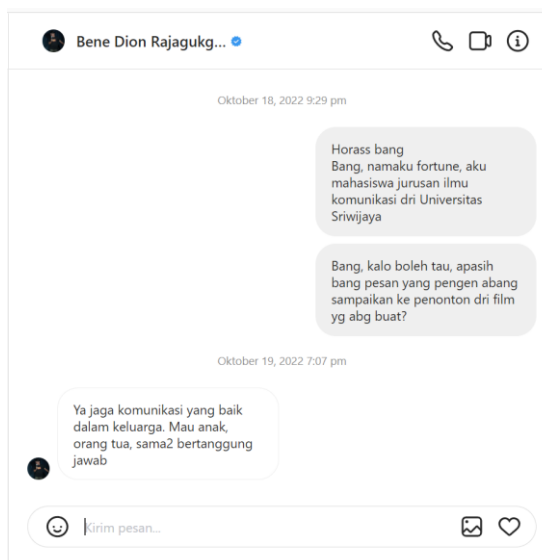 Bene Dion Rajagukg...
Oktober 18, 2022 9:29 pm
Horass bang
Bang, namaku fortune, aku
mahasiswa jurusan ilmu
komunikasi dri Universitas
Sriwijaya
Bang, kalo boleh tau, apasih
bang pesan yang pengen abang
sampaikan ke penonton dri film
yg abg buat?
Oktober 19, 2022 7:07 pm
Ya jaga komunikasi yang baik
dalam keluarga. Mau anak,
orang tua, sama2 bertanggung
jawab
Kirim pesan...